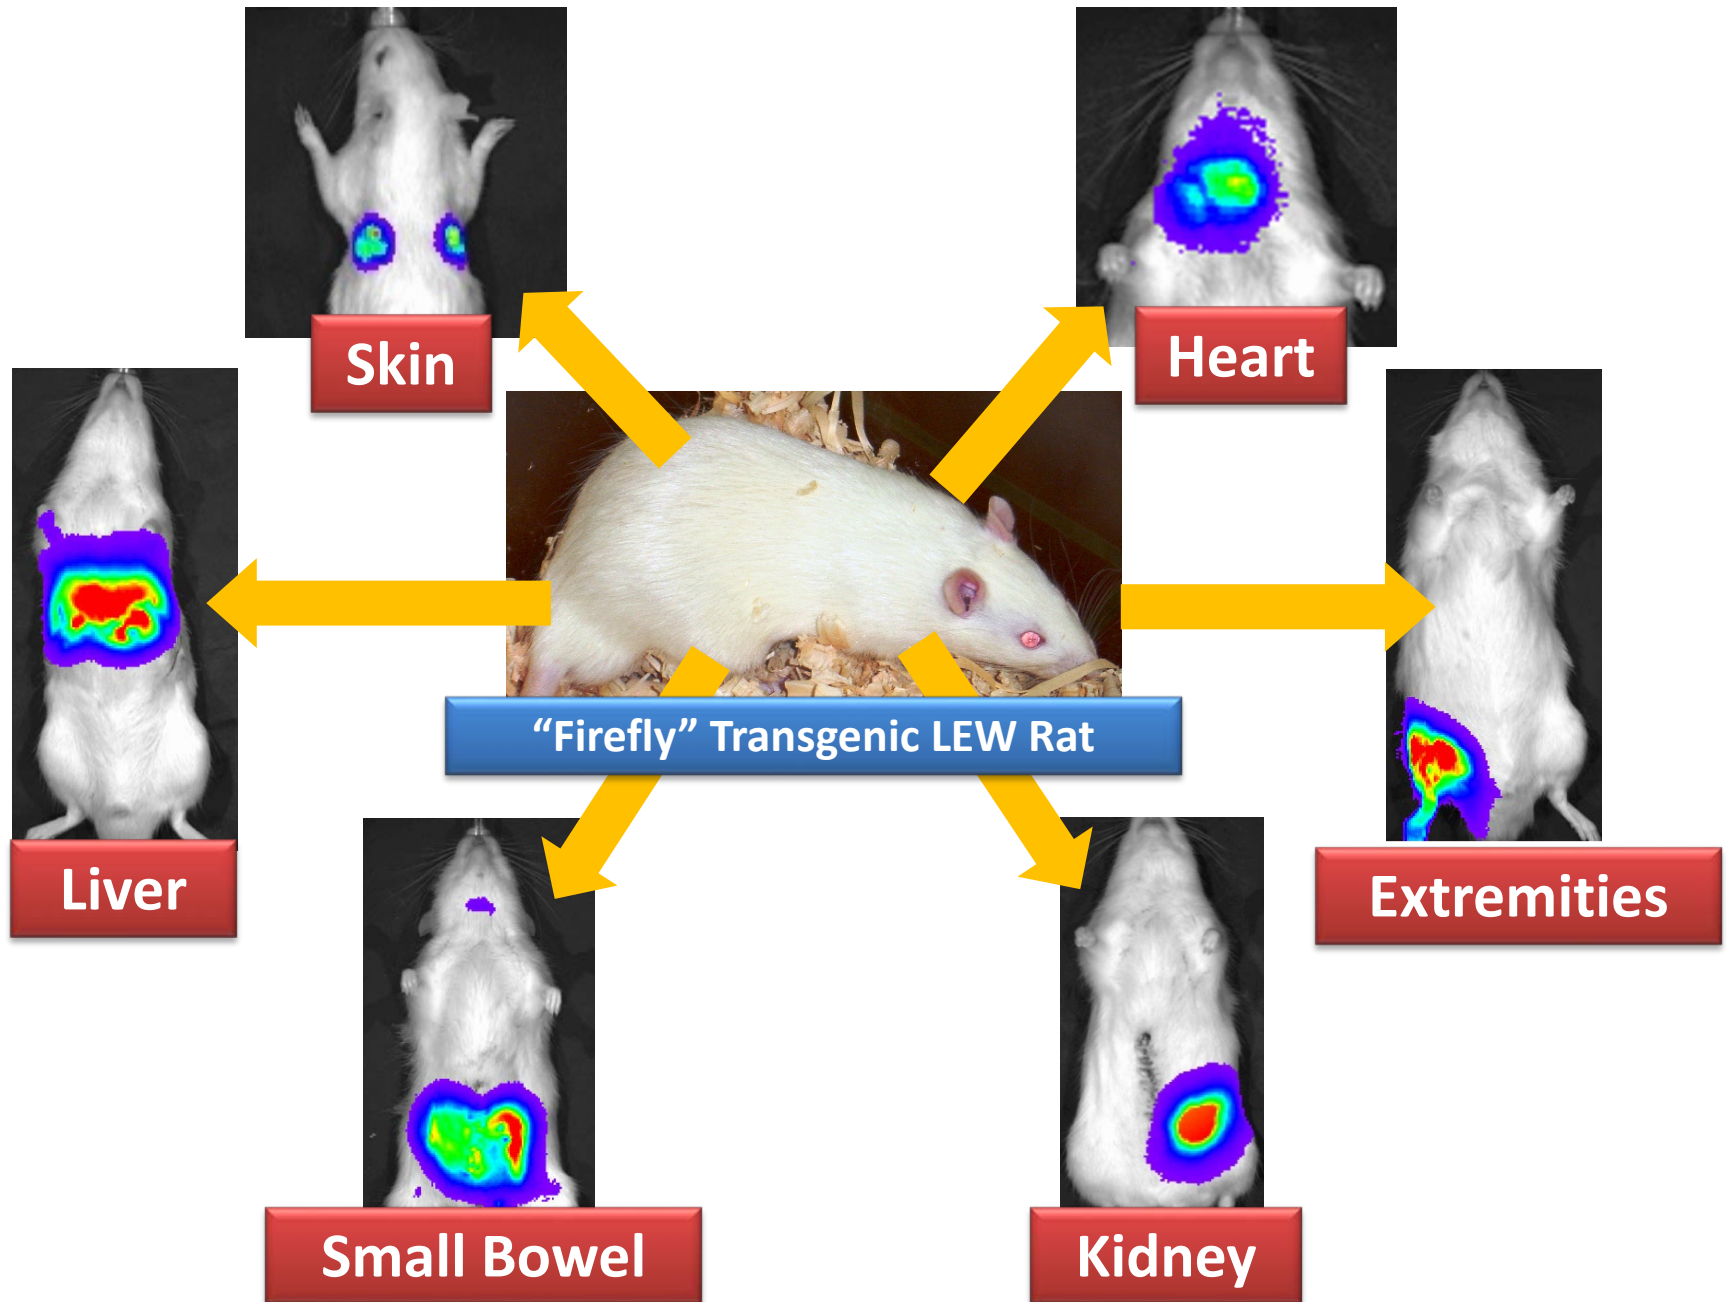 Skin
Heart
“Firefly” Transgenic LEW Rat
Liver
Extremities
Small Bowel
Kidney